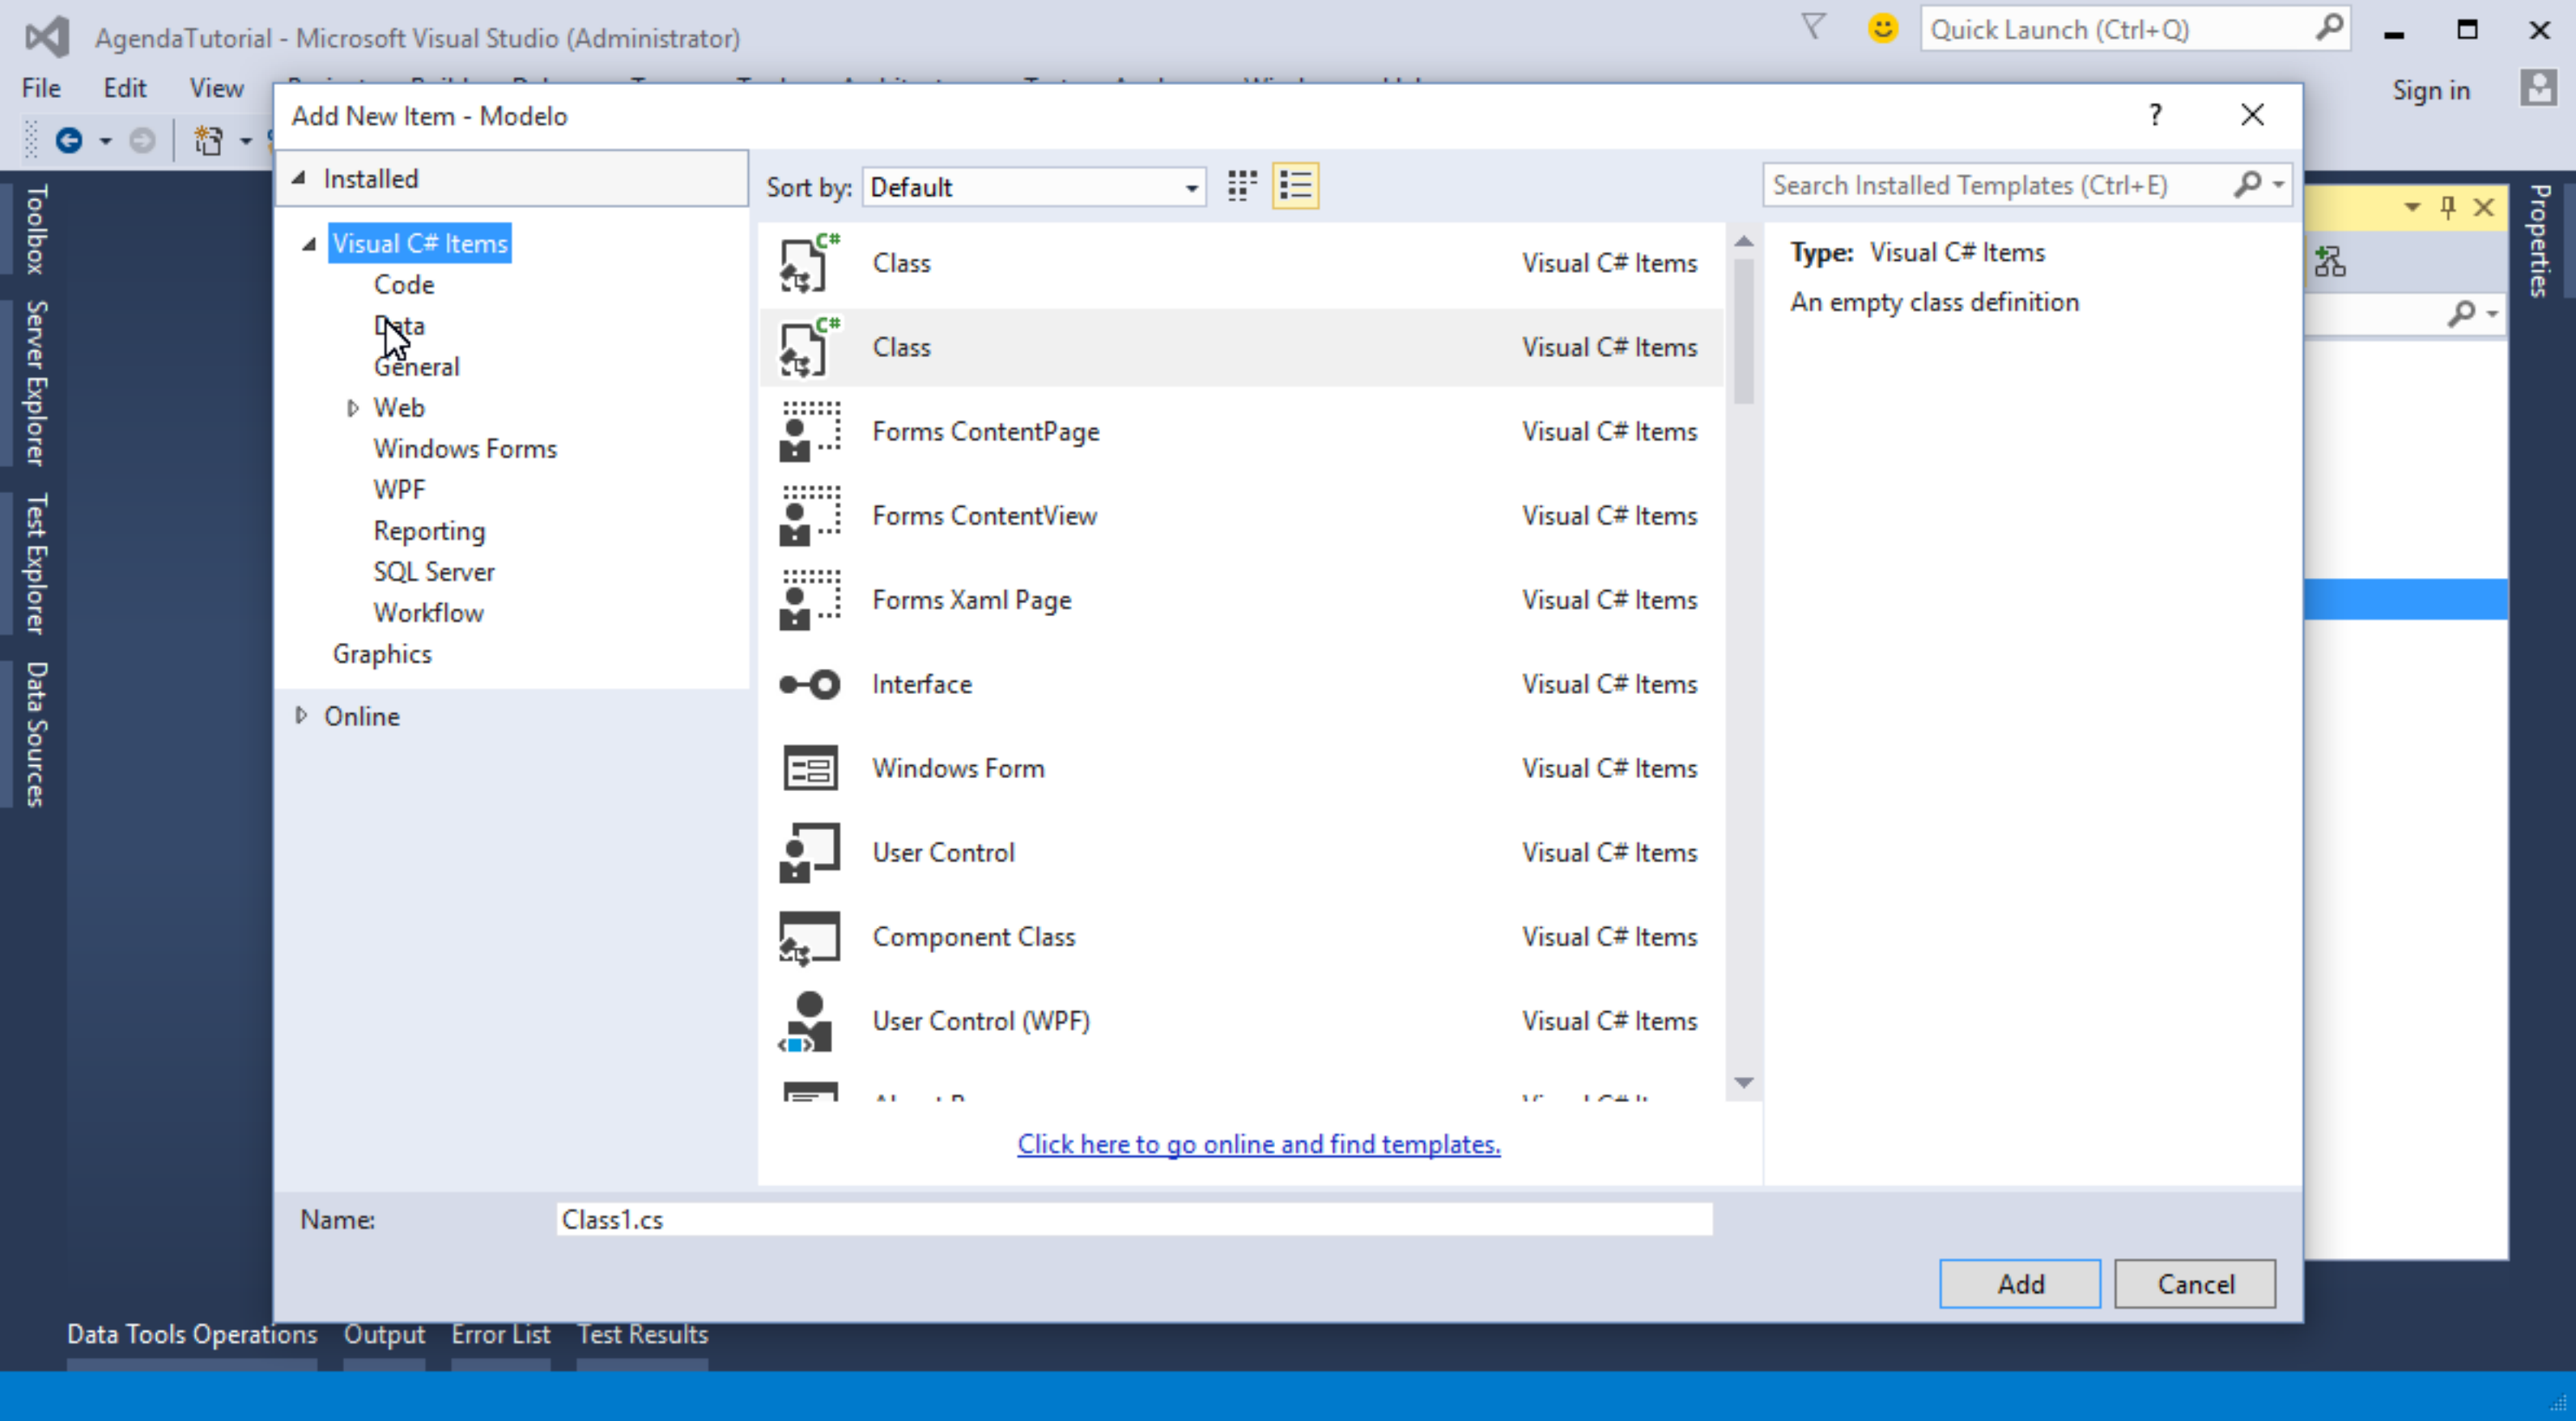 AgendaTutorial - Microsoft Visual Studio (Administrator)
Quick Launch (Ctrl+Q)
File Edit View
Sign in
Add New Item - Modelo
?
Installed
Sort by: Default
Search Installed Templates (Ctrl+E)
Visual C# Items
Code
Data
General
Web
Windows Forms
WPF
Reporting
SQL Server
Workflow
Graphics
Online
C# Class Visual C# Items
C# Class Visual C# Items
Forms ContentPage Visual C# Items
Forms ContentView Visual C# Items
Forms Xaml Page Visual C# Items
Interface Visual C# Items
Windows Form Visual C# Items
User Control Visual C# Items
Component Class Visual C# Items
User Control (WPF) Visual C# Items
Click here to go online and find templates.
Type: Visual C# Items
An empty class definition
Name: Class1.cs
Add Cancel
Toolbox
Server Explorer
Test Explorer
Data Sources
Properties
Data Tools Operations Output Error List Test Results